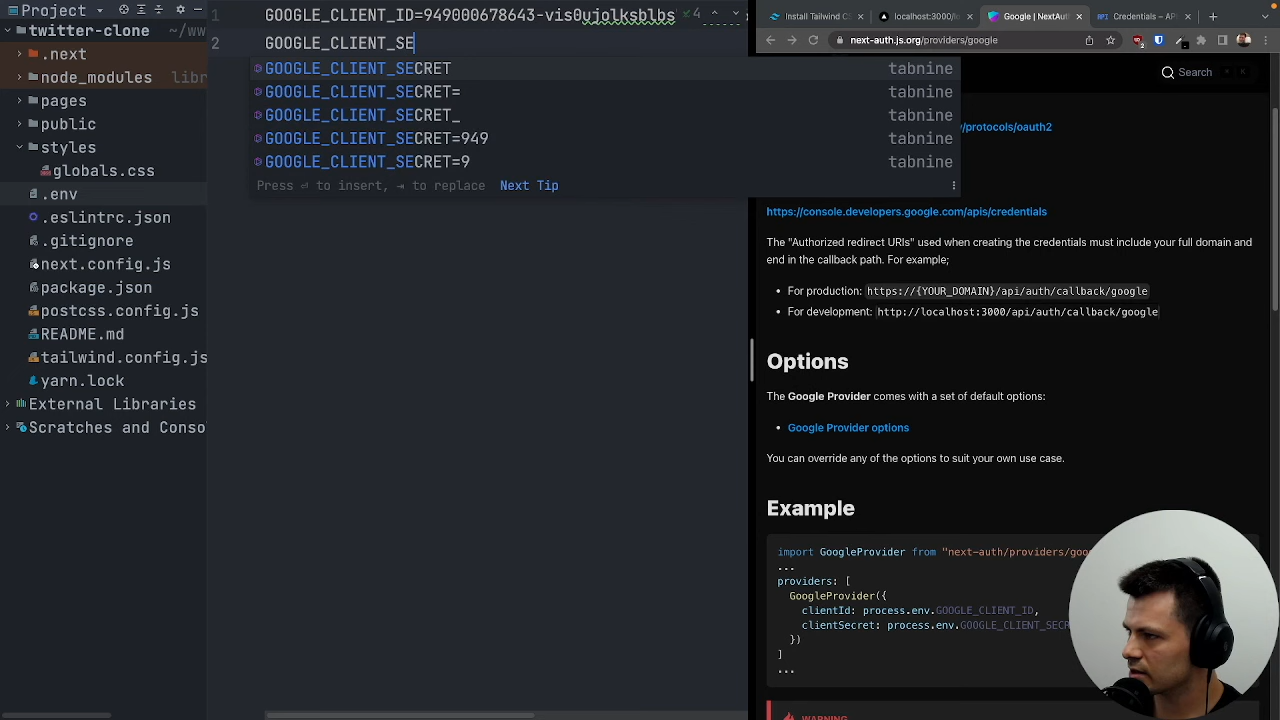 Project
twitter-clone ~/ww
.next
node_modules libr
pages
public
styles
globals.css
.env
.eslintrc.json
.gitignore
next.config.js
package.json
postcss.config.js
README.md
tailwind.config.js
yarn.lock
External Libraries
Scratches and Conso
1 GOOGLE_CLIENT_ID=949000678643-vis0ujolksblbs 4
2 GOOGLE_CLIENT_SE
GOOGLE_CLIENT_SECRET tabnine
GOOGLE_CLIENT_SECRET= tabnine
GOOGLE_CLIENT_SECRET_ tabnine
GOOGLE_CLIENT_SECRET=949 tabnine
GOOGLE_CLIENT_SECRET=9 tabnine
Press ⏎ to insert, ⇥ to replace Next Tip
Install Tailwind C
localhost:3000/lo
Google | NextAuth
Credentials – API
next-auth.js.org/providers/google
Search
/protocols/oauth2
https://console.developers.google.com/apis/credentials
The "Authorized redirect URIs" used when creating the credentials must include your full domain and
end in the callback path. For example;
• For production: https://{YOUR_DOMAIN}/api/auth/callback/google
• For development: http://localhost:3000/api/auth/callback/google
Options
The Google Provider comes with a set of default options:
• Google Provider options
You can override any of the options to suit your own use case.
Example
import GoogleProvider from "next-auth/providers/goo
...
providers: [
GoogleProvider({
clientId: process.env.GOOGLE_CLIENT_ID,
clientSecret: process.env.GOOGLE_CLIENT_SECR
})
]
...
WARNING